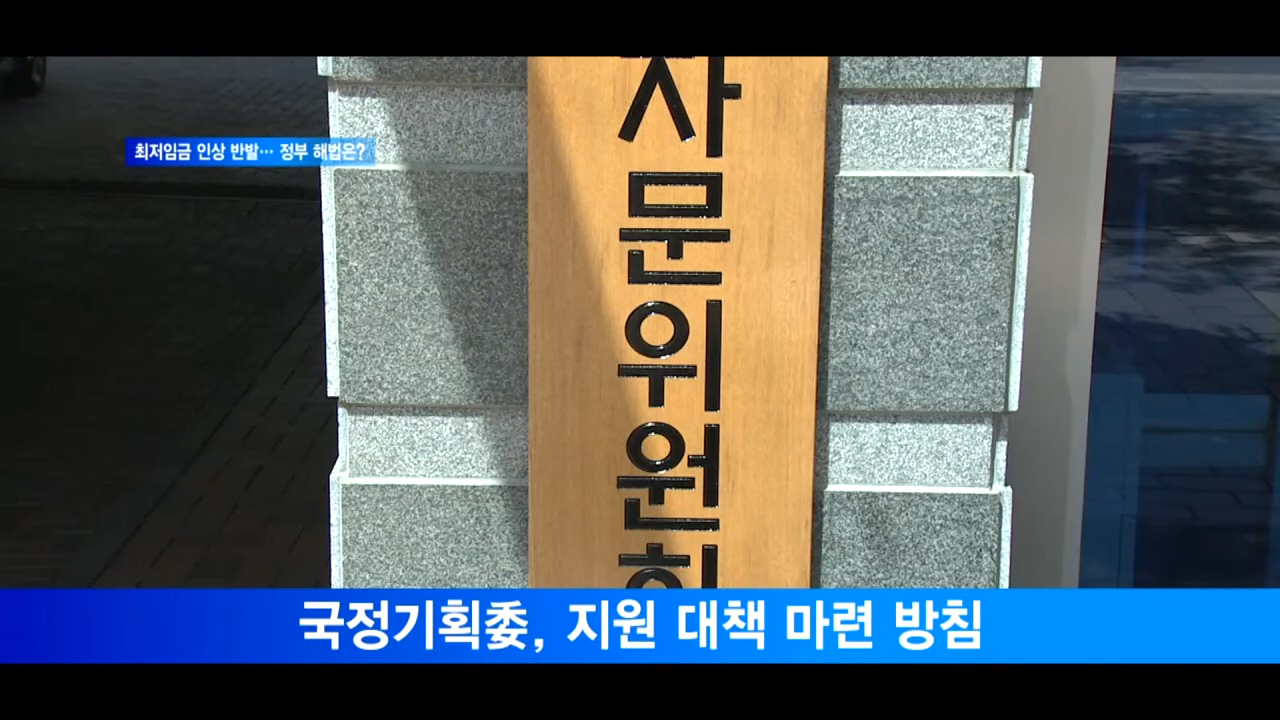 최저임금 인상 반발… 정부 해법은?
자문위원회
국정기획委, 지원 대책 마련 방침